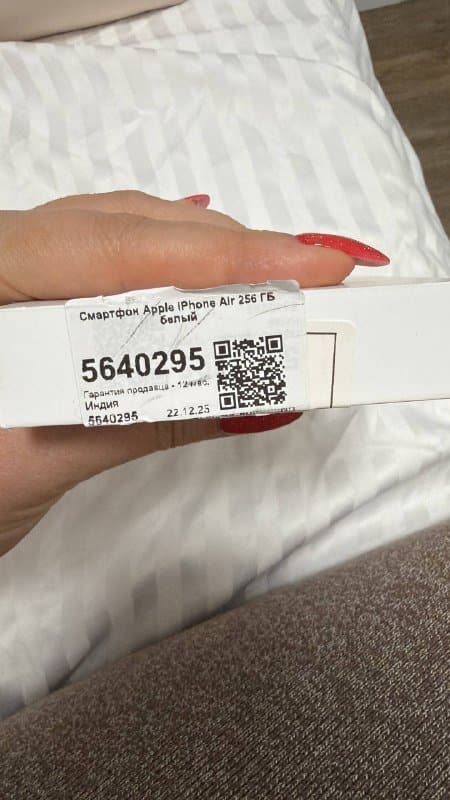 Смартфон Apple iPhone Air 256 ГБ
белый
5640295
Гарантия продавца - 12 мес.
Индия
5640295 22.12.25